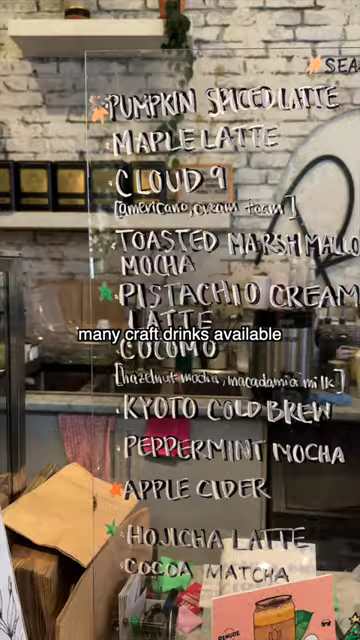 SEA
PUMPKIN SPICED LATTE
MAPLE LATTE
CLOUD 9
[americano, cream foam]
TOASTED MARSHMALLO
MOCHA
PISTACHIO CREAM
LATTE
many craft drinks available
COCOMO
[hazelnut mocha, macadamia milk]
KYOTO COLD BREW
PEPPERMINT MOCHA
APPLE CIDER
HOJICHA LATTE
COCOA MATCHA